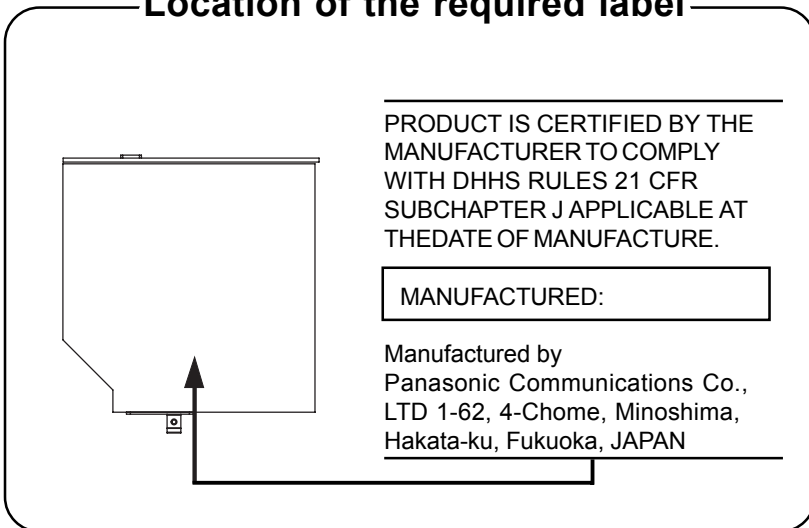 Location of the required label
PRODUCT IS CERTIFIED BY THE
MANUFACTURER TO COMPLY
WITH DHHS RULES 21 CFR
SUBCHAPTER J APPLICABLE AT
THEDATE OF MANUFACTURE.
MANUFACTURED:
Manufactured by
Panasonic Communications Co.,
LTD 1-62, 4-Chome, Minoshima,
Hakata-ku, Fukuoka, JAPAN